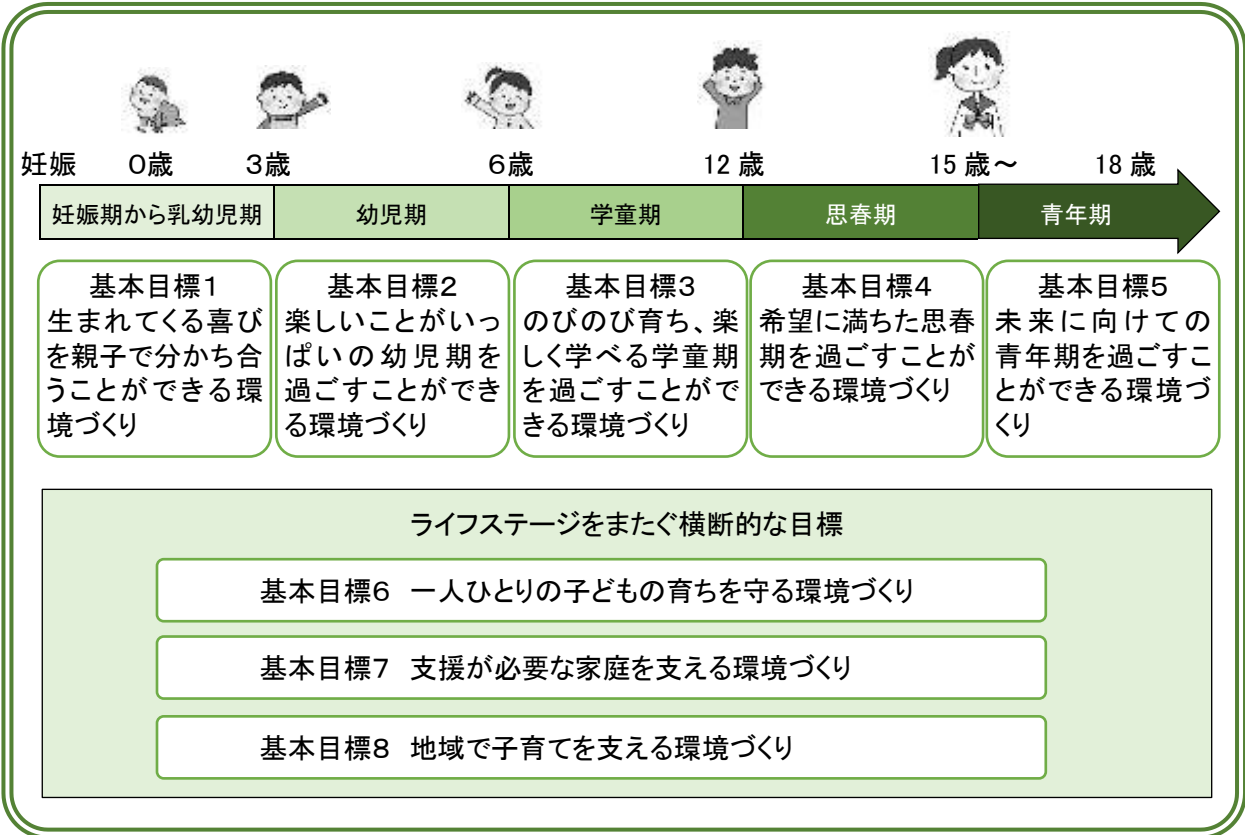 妊娠 0歳 3歳 6歳 12歳 15歳～ 18歳
妊娠期から乳幼児期 幼児期 学童期 思春期 青年期
基本目標1
生まれてくる喜び
を親子で分かち合
うことができる環
境づくり
基本目標2
楽しいことがいっ
ぱいの幼児期を
過ごすことができ
る環境づくり
基本目標3
のびのび育ち、楽
しく学べる学童期
を過ごすことがで
きる環境づくり
基本目標4
希望に満ちた思春
期を過ごすことが
できる環境づくり
基本目標5
未来に向けての
青年期を過ごすこ
とができる環境づ
くり
ライフステージをまたぐ横断的な目標
基本目標6 一人ひとりの子どもの育ちを守る環境づくり
基本目標7 支援が必要な家庭を支える環境づくり
基本目標8 地域で子育てを支える環境づくり